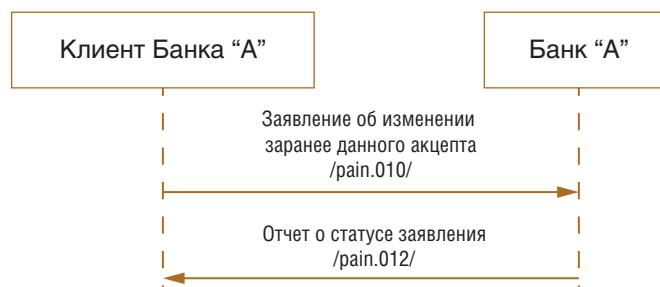 Клиент Банка “А”
Банк “А”
Заявление об изменении
заранее данного акцепта
/pain.010/
Отчет о статусе заявления
/pain.012/